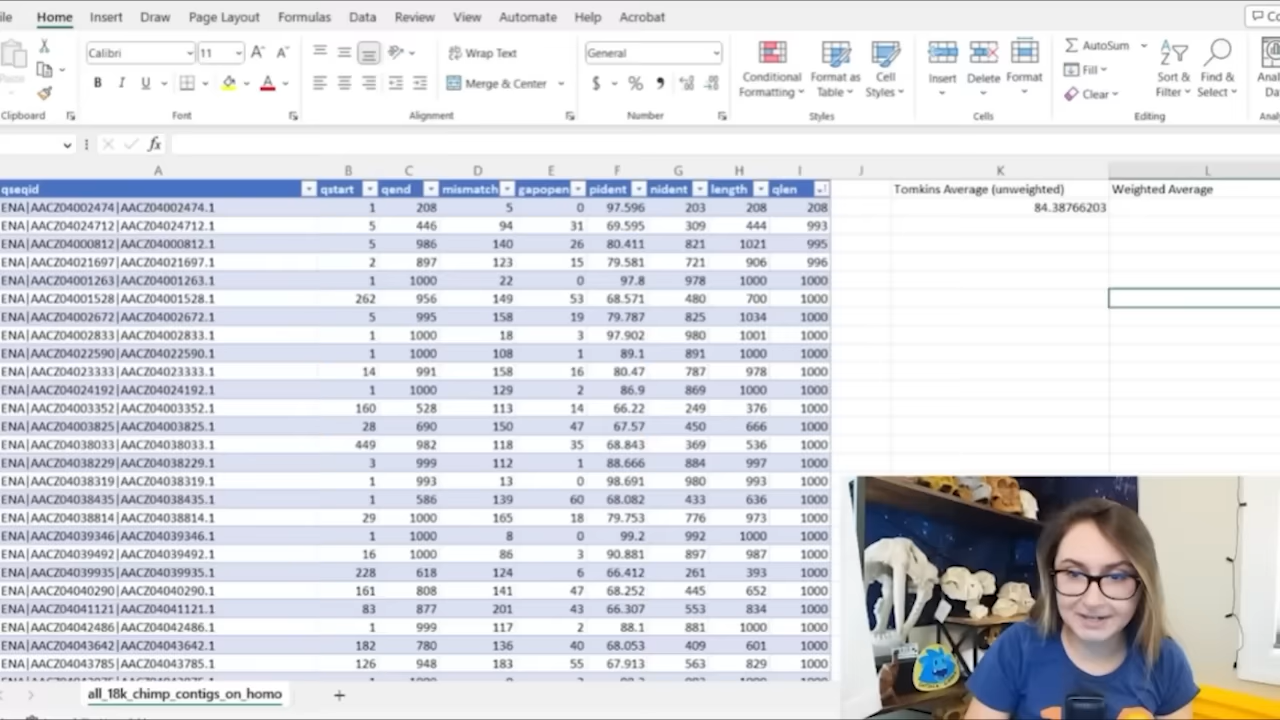 ile Home Insert Draw Page Layout Formulas Data Review View Automate Help Acrobat
Calibri 11 Wrap Text General AutoSum
Conditional Format as Cell Insert Delete Format Fill Sort & Find &
B I U Merge & Center $ % Formatting Table Styles Clear Filter Select
Clipboard Font Alignment Number Styles Cells Editing
fx
A B C D E F G H I J K L
qseqid qstart qend mismatch gapopen pident nident length qlen Tomkins Average (unweighted) Weighted Average
ENA|AACZ04002474|AACZ04002474.1 1 208 5 0 97.596 203 208 208 84.38766203
ENA|AACZ04024712|AACZ04024712.1 5 446 94 31 69.595 309 444 993
ENA|AACZ04000812|AACZ04000812.1 5 986 140 26 80.411 821 1021 995
ENA|AACZ04021697|AACZ04021697.1 2 897 123 15 79.581 721 906 996
ENA|AACZ04001263|AACZ04001263.1 1 1000 22 0 97.8 978 1000 1000
ENA|AACZ04001528|AACZ04001528.1 262 956 149 53 68.571 480 700 1000
ENA|AACZ04002672|AACZ04002672.1 5 995 158 19 79.787 825 1034 1000
ENA|AACZ04002833|AACZ04002833.1 1 1000 18 3 97.902 980 1001 1000
ENA|AACZ04022590|AACZ04022590.1 1 1000 108 1 89.1 891 1000 1000
ENA|AACZ04023333|AACZ04023333.1 14 991 158 16 80.47 787 978 1000
ENA|AACZ04024192|AACZ04024192.1 1 1000 129 2 86.9 869 1000 1000
ENA|AACZ04003352|AACZ04003352.1 160 528 113 14 66.22 249 376 1000
ENA|AACZ04003825|AACZ04003825.1 28 690 150 47 67.57 450 666 1000
ENA|AACZ04038033|AACZ04038033.1 449 982 118 35 68.843 369 536 1000
ENA|AACZ04038229|AACZ04038229.1 3 999 112 1 88.666 884 997 1000
ENA|AACZ04038319|AACZ04038319.1 1 993 13 0 98.691 980 993 1000
ENA|AACZ04038435|AACZ04038435.1 1 586 139 60 68.082 433 636 1000
ENA|AACZ04038814|AACZ04038814.1 29 1000 165 18 79.753 776 973 1000
ENA|AACZ04039346|AACZ04039346.1 1 1000 8 0 99.2 992 1000 1000
ENA|AACZ04039492|AACZ04039492.1 16 1000 86 3 90.881 897 987 1000
ENA|AACZ04039935|AACZ04039935.1 228 618 124 6 66.412 261 393 1000
ENA|AACZ04040290|AACZ04040290.1 161 808 141 47 68.252 445 652 1000
ENA|AACZ04041121|AACZ04041121.1 83 877 201 43 66.307 553 834 1000
ENA|AACZ04042486|AACZ04042486.1 1 999 117 2 88.1 881 1000 1000
ENA|AACZ04043642|AACZ04043642.1 182 780 136 40 68.053 409 601 1000
ENA|AACZ04043785|AACZ04043785.1 126 948 183 55 67.913 563 829 1000
all_18k_chimp_contigs_on_homo